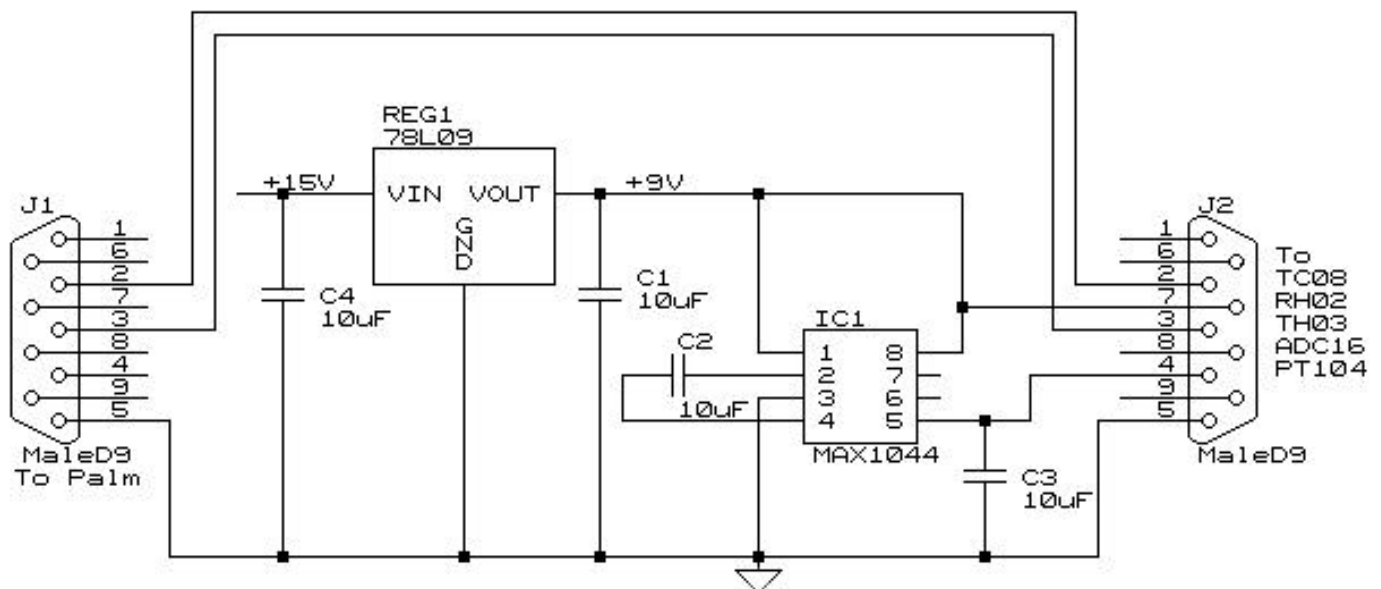 REG1
78L09
+15V
VIN
VOUT
GND
+9V
J1
1
6
2
7
3
8
4
9
5
MaleD9
To Palm
C4
10uF
C1
10uF
C2
10uF
IC1
1
2
3
4
8
7
6
5
MAX1044
C3
10uF
J2
1
6
2
7
3
8
4
9
5
MaleD9
To
TC08
RH02
TH03
ADC16
PT104